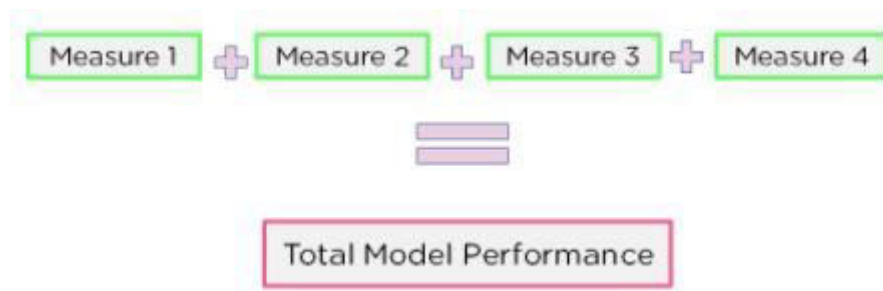 Measure 1 + Measure 2 + Measure 3 + Measure 4
=
Total Model Performance